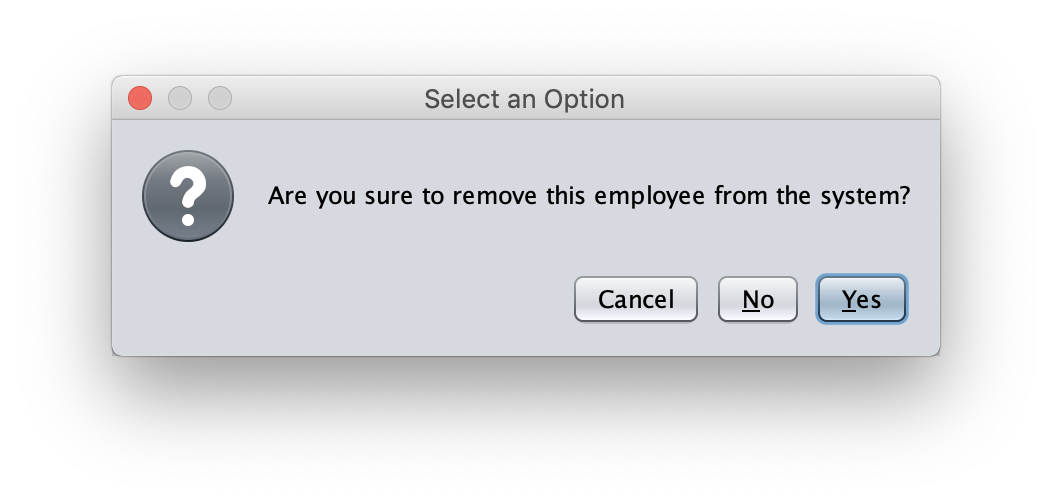 Select an Option
Are you sure to remove this employee from the system?
Cancel No Yes